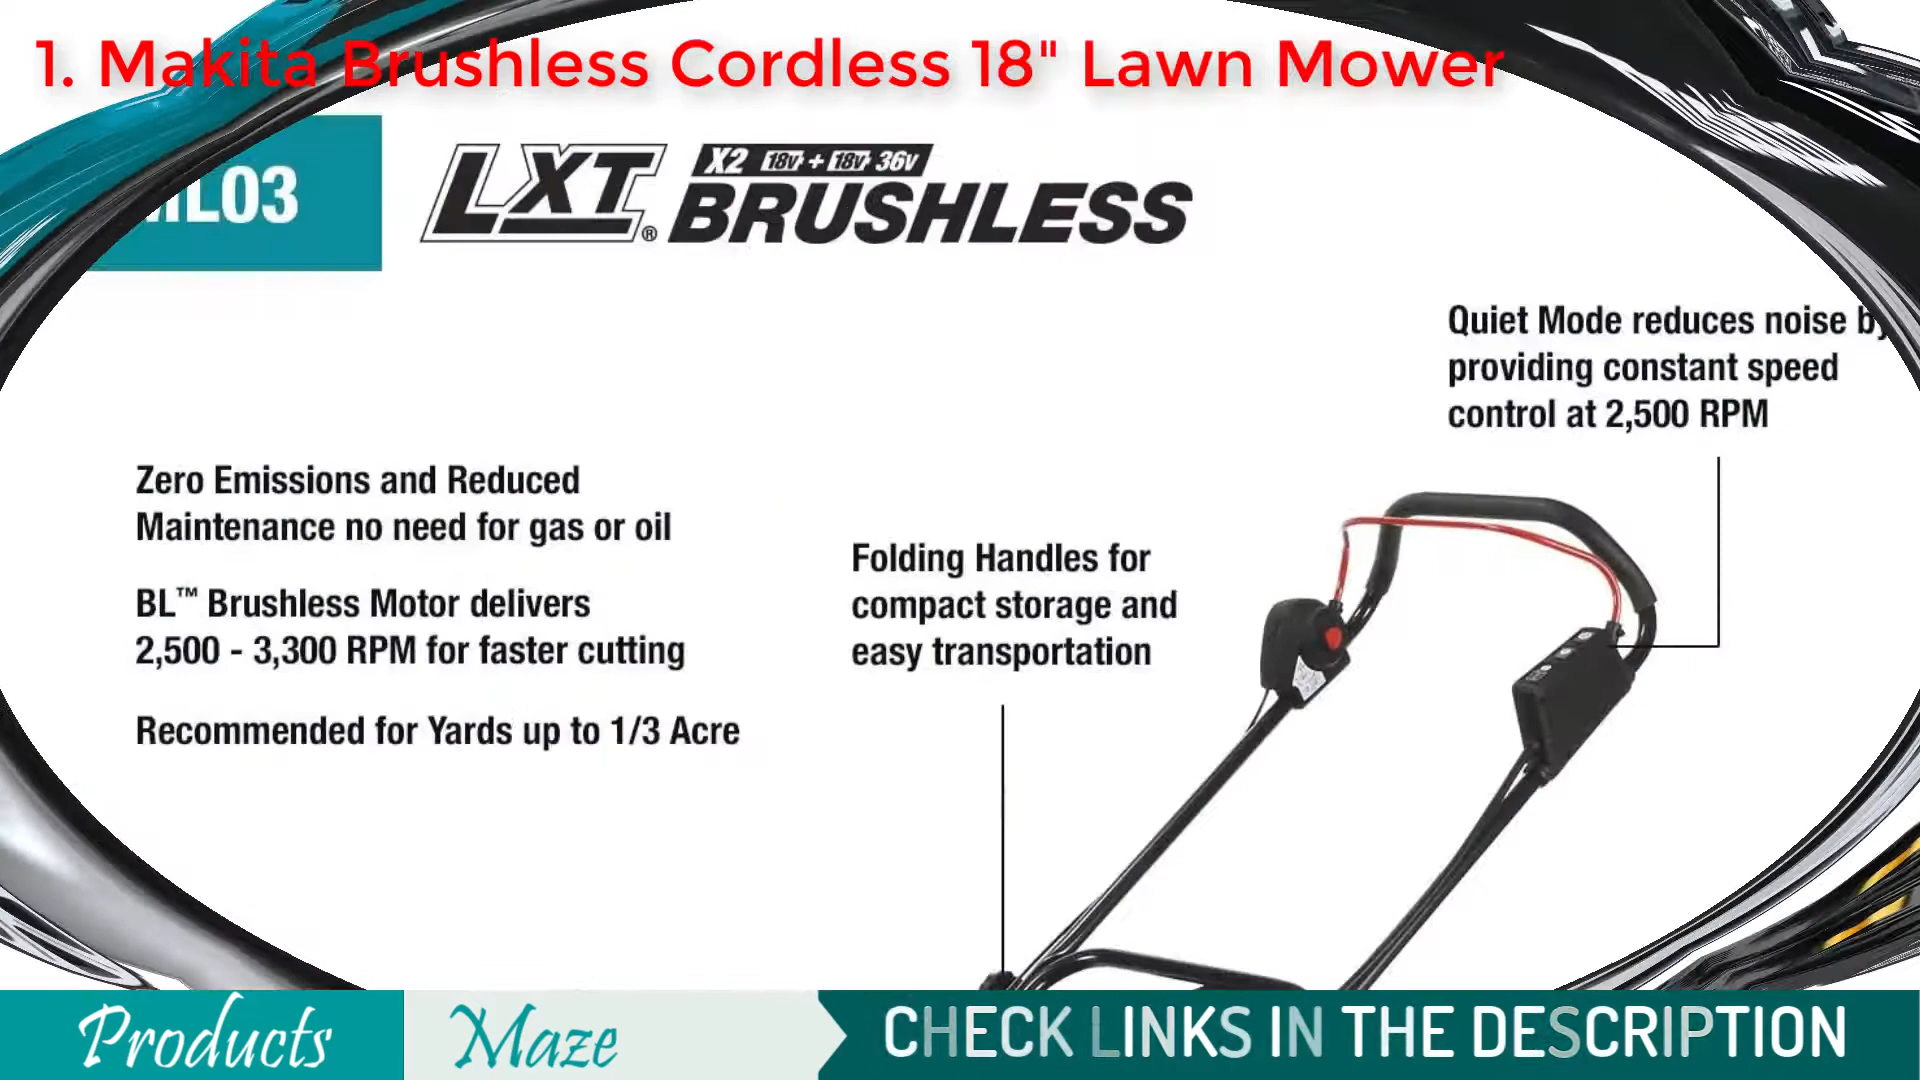 1. Makita Brushless Cordless 18" Lawn Mower
ML03
LXT® X2 18V + 18V 36V
BRUSHLESS
Quiet Mode reduces noise by
providing constant speed
control at 2,500 RPM
Zero Emissions and Reduced
Maintenance no need for gas or oil
BL™ Brushless Motor delivers
2,500 - 3,300 RPM for faster cutting
Recommended for Yards up to 1/3 Acre
Folding Handles for
compact storage and
easy transportation
Products Maze CHECK LINKS IN THE DESCRIPTION